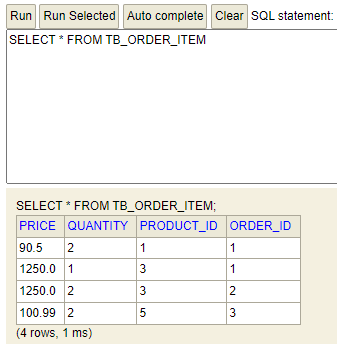 Run Run Selected Auto complete Clear SQL statement:
SELECT * FROM TB_ORDER_ITEM
SELECT * FROM TB_ORDER_ITEM;
PRICE QUANTITY PRODUCT_ID ORDER_ID
90.5 2 1 1
1250.0 1 3 1
1250.0 2 3 2
100.99 2 5 3
(4 rows, 1 ms)